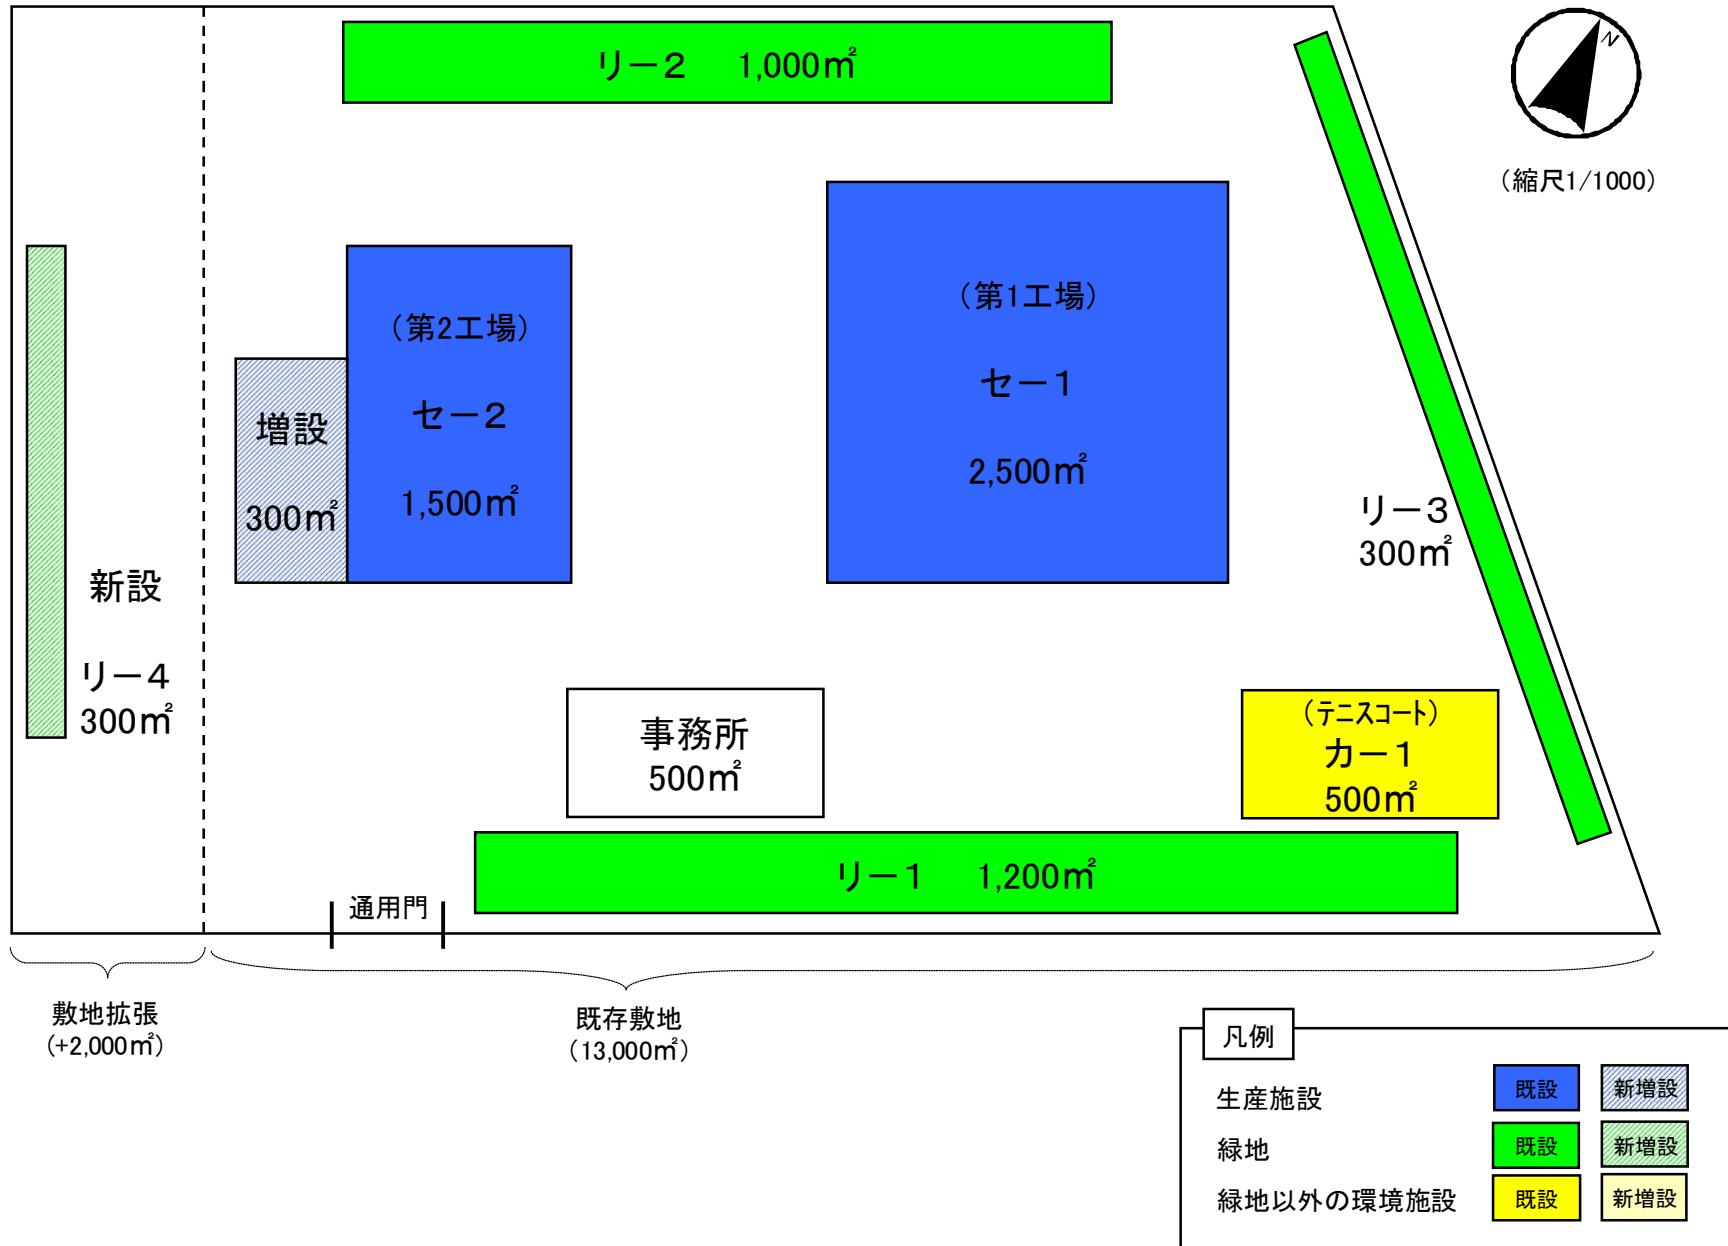 リー2 1,000㎡
N
(縮尺1/1000)
(第1工場)
セー1
2,500㎡
(第2工場)
セー2
1,500㎡
増設
300㎡
リー3
300㎡
新設
リー4
300㎡
事務所
500㎡
(テニスコート)
カー1
500㎡
リー1 1,200㎡
通用門
敷地拡張
(+2,000㎡)
既存敷地
(13,000㎡)
凡例
生産施設 既設 新増設
緑地 既設 新増設
緑地以外の環境施設 既設 新増設